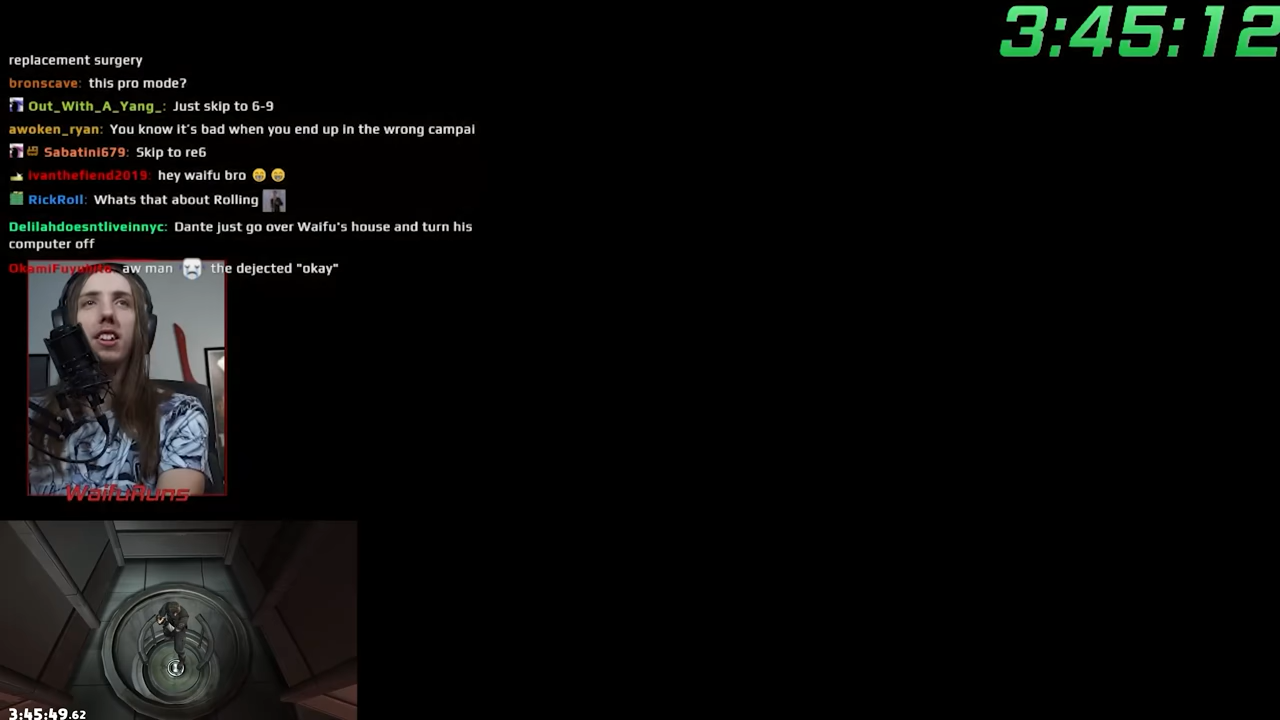 3:45:12
replacement surgery
bronscave: this pro mode?
Out_With_A_Yang_: Just skip to 6-9
awoken_ryan: You know it's bad when you end up in the wrong campai
Sabatini679: Skip to re6
ivanthefiend2019: hey waifu bro 😁 😁
RickRoll: Whats that about Rolling
Delilahdoesntliveinnyc: Dante just go over Waifu's house and turn his
computer off
aw man the dejected "okay"
WaifuRuns
3:45:49.62